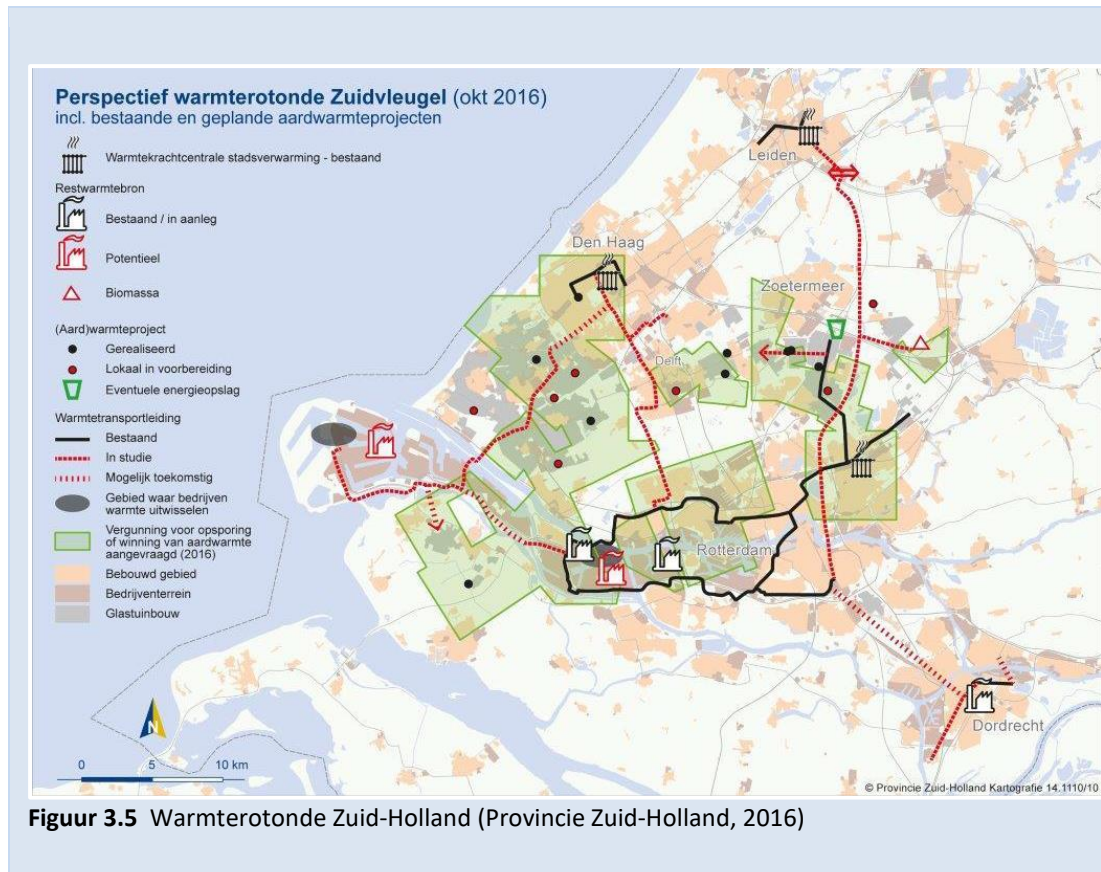 Perspectief warmterotonde Zuidvleugel (okt 2016)
incl. bestaande en geplande aardwarmteprojecten
Warmtekrachtcentrale stadsverwarming - bestaand
Restwarmtebron
Bestaand / in aanleg
Potentieel
Biomassa
(Aard)warmteproject
Gerealiseerd
Lokaal in voorbereiding
Eventuele energieopslag
Warmtetransportleiding
Bestaand
In studie
Mogelijk toekomstig
Gebied waar bedrijven
warmte uitwisselen
Vergunning voor opsporing
of winning van aardwarmte
aangevraagd (2016)
Bebouwd gebied
Bedrijventerrein
Glastuinbouw
Leiden
Den Haag
Zoetermeer
Delft
Rotterdam
Dordrecht
N
0 5 10 km
© Provincie Zuid-Holland Kartografie 14.1110/10
Figuur 3.5 Warmterotonde Zuid-Holland (Provincie Zuid-Holland, 2016)